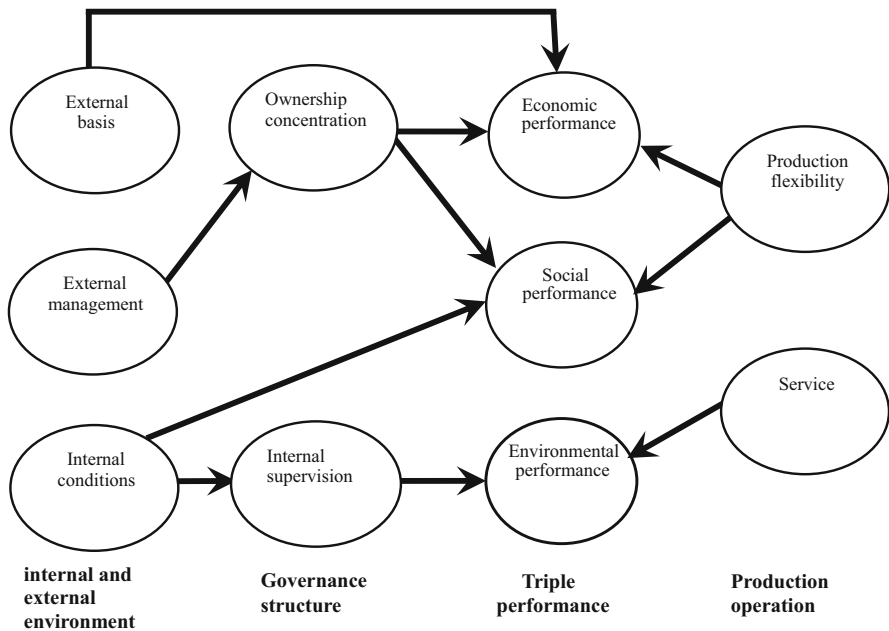 External
basis
Ownership
concentration
Economic
performance
Production
flexibility
External
management
Social
performance
Service
Internal
conditions
Internal
supervision
Environmental
performance
internal and
external
environment
Governance
structure
Triple
performance
Production
operation